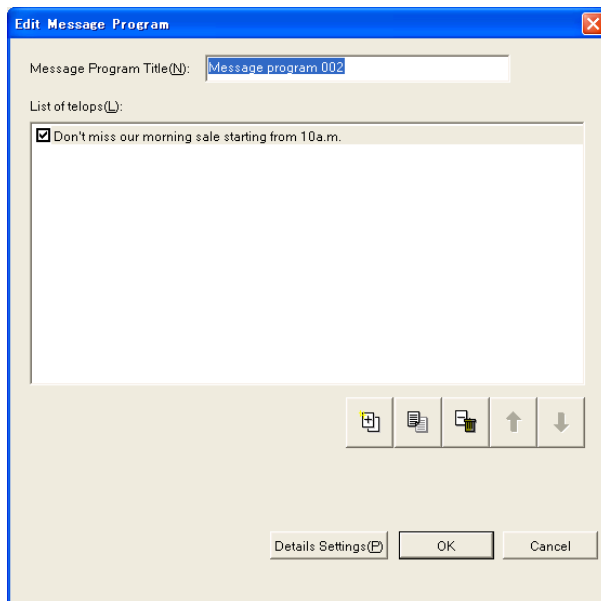 Edit Message Program
Message Program Title(N): Message program 002
List of telops(L):
Don't miss our morning sale starting from 10a.m.
Details Settings(P) OK Cancel